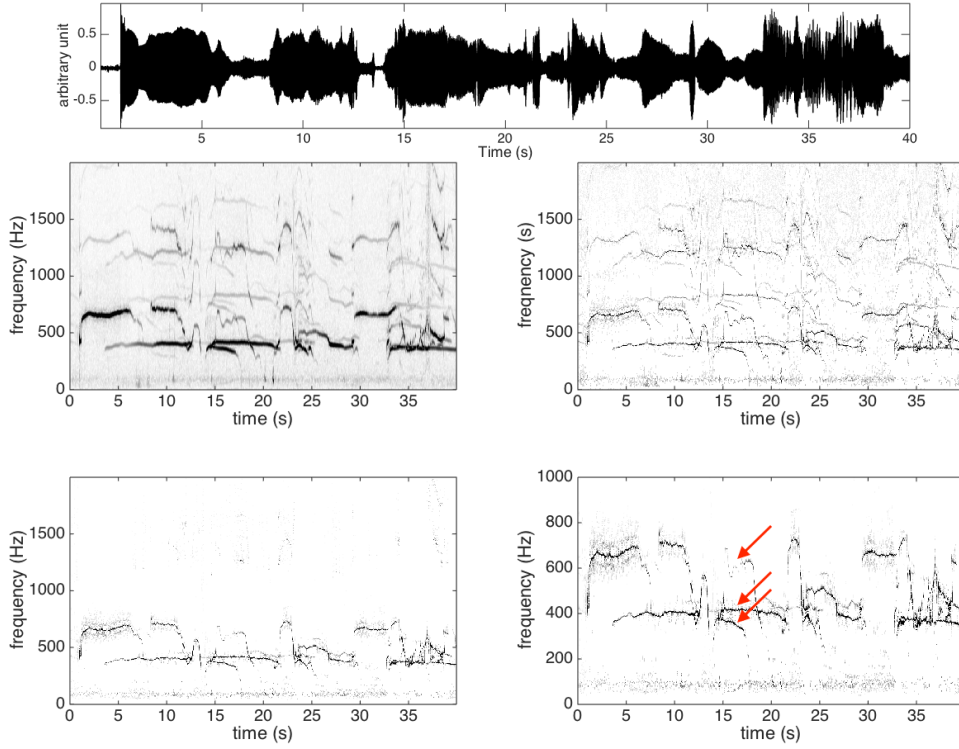 0.5
0
-0.5
arbitrary unit
5 10 15 20 25 30 35 40
Time (s)
1500
1000
500
0
frequency (Hz)
0 5 10 15 20 25 30 35
time (s)
1500
1000
500
0
freqnency (s)
0 5 10 15 20 25 30 35
time (s)
1500
1000
500
0
frequency (Hz)
0 5 10 15 20 25 30 35
time (s)
1000
800
600
400
200
0
frequency (Hz)
0 5 10 15 20 25 30 35
time (s)